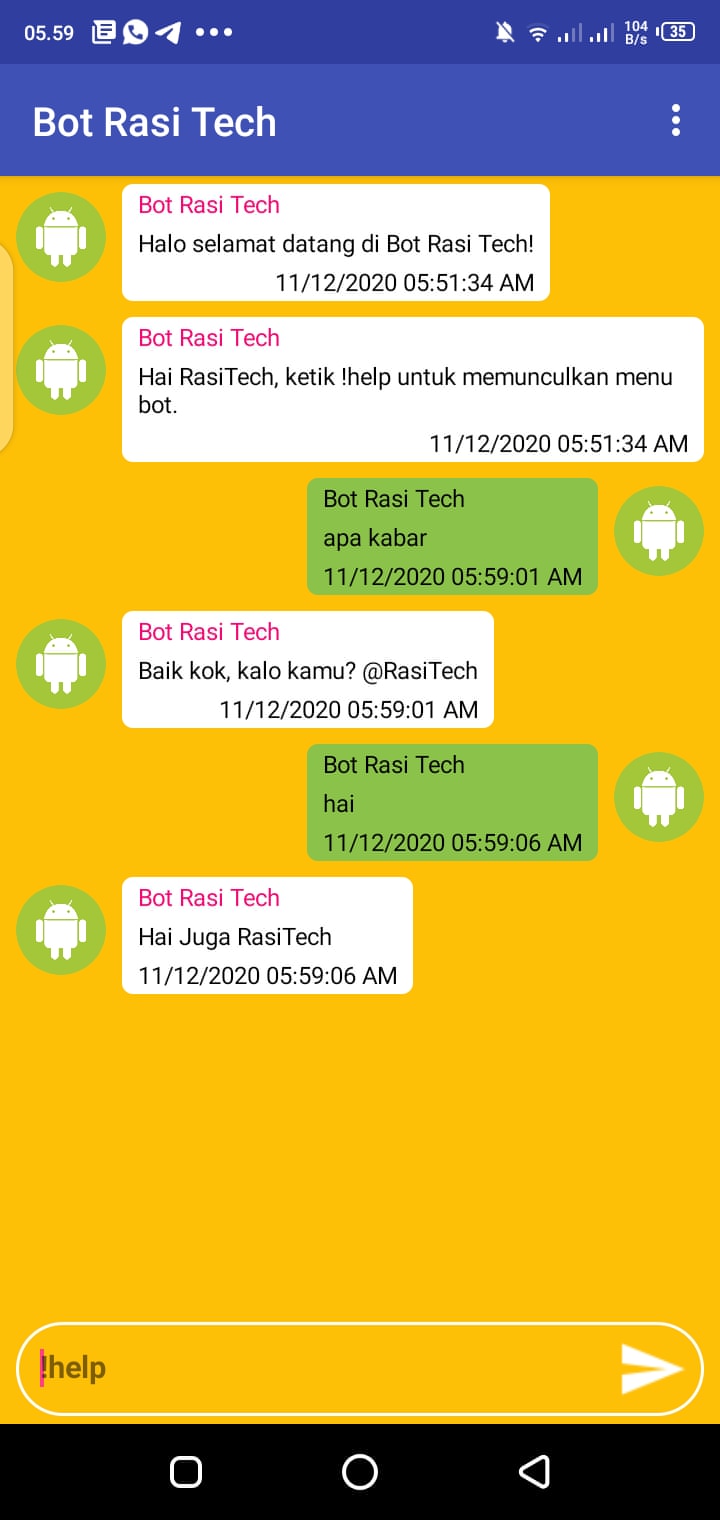 05.59
104
B/s
35
Bot Rasi Tech
Bot Rasi Tech
Halo selamat datang di Bot Rasi Tech!
11/12/2020 05:51:34 AM
Bot Rasi Tech
Hai RasiTech, ketik !help untuk memunculkan menu
bot.
11/12/2020 05:51:34 AM
Bot Rasi Tech
apa kabar
11/12/2020 05:59:01 AM
Bot Rasi Tech
Baik kok, kalo kamu? @RasiTech
11/12/2020 05:59:01 AM
Bot Rasi Tech
hai
11/12/2020 05:59:06 AM
Bot Rasi Tech
Hai Juga RasiTech
11/12/2020 05:59:06 AM
!help